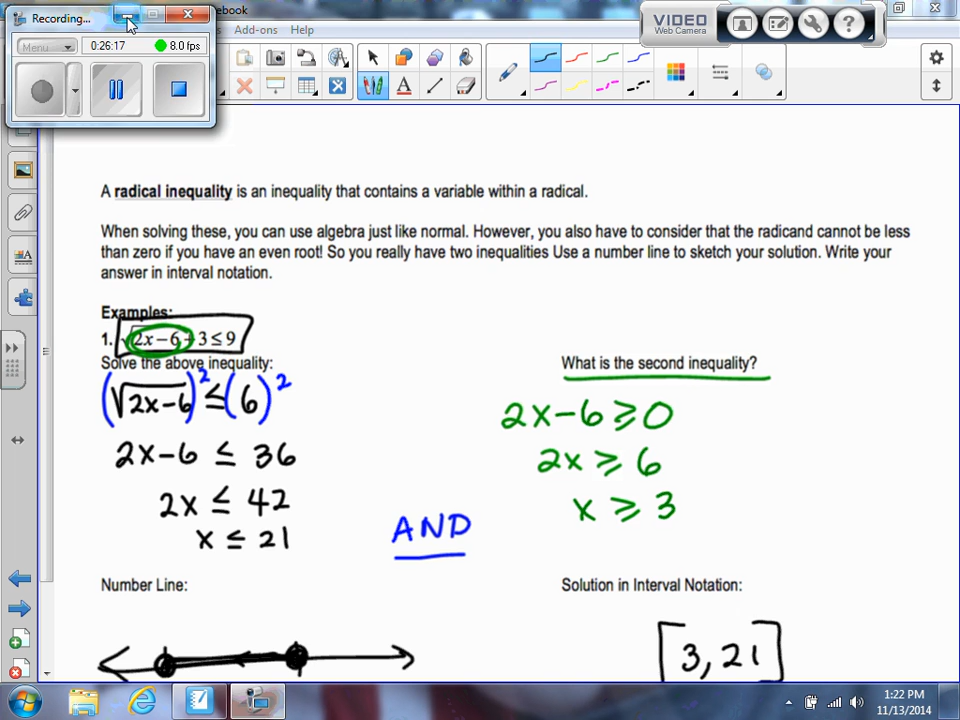 Recording...
book
VIDEO
Web Camera
Menu
0:26:17
8.0 fps
Add-ons Help
A radical inequality is an inequality that contains a variable within a radical.
When solving these, you can use algebra just like normal. However, you also have to consider that the radicand cannot be less
than zero if you have an even root! So you really have two inequalities Use a number line to sketch your solution. Write your
answer in interval notation.
Examples:
1. √2x−6+3≤9
Solve the above inequality:
What is the second inequality?
(√2x-6)² ≤ (6)²
2x-6 ≥ 0
2x-6 ≤ 36
2x ≥ 6
2x ≤ 42
x ≥ 3
x ≤ 21
AND
Number Line:
Solution in Interval Notation:
[3, 21]
1:22 PM
11/13/2014